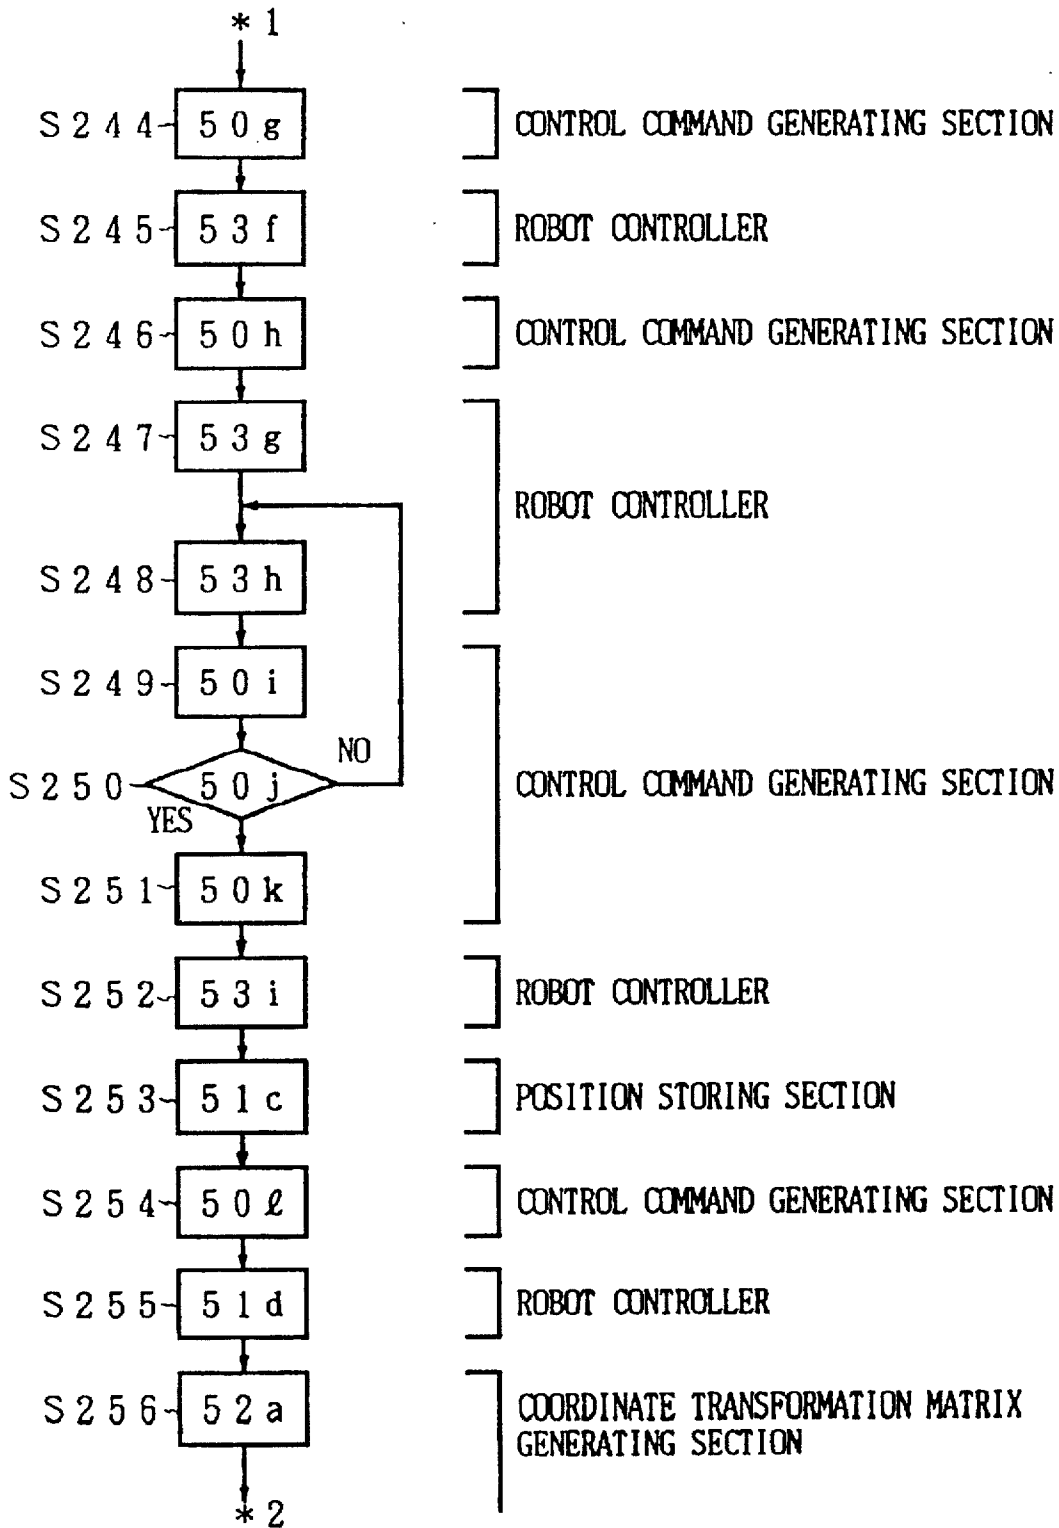 *1
S244 50g CONTROL COMMAND GENERATING SECTION
S245 53f ROBOT CONTROLLER
S246 50h CONTROL COMMAND GENERATING SECTION
S247 53g
ROBOT CONTROLLER
S248 53h
S249 50i
NO
S250 50j CONTROL COMMAND GENERATING SECTION
YES
S251 50k
S252 53i ROBOT CONTROLLER
S253 51c POSITION STORING SECTION
S254 50ℓ CONTROL COMMAND GENERATING SECTION
S255 51d ROBOT CONTROLLER
S256 52a COORDINATE TRANSFORMATION MATRIX
GENERATING SECTION
*2